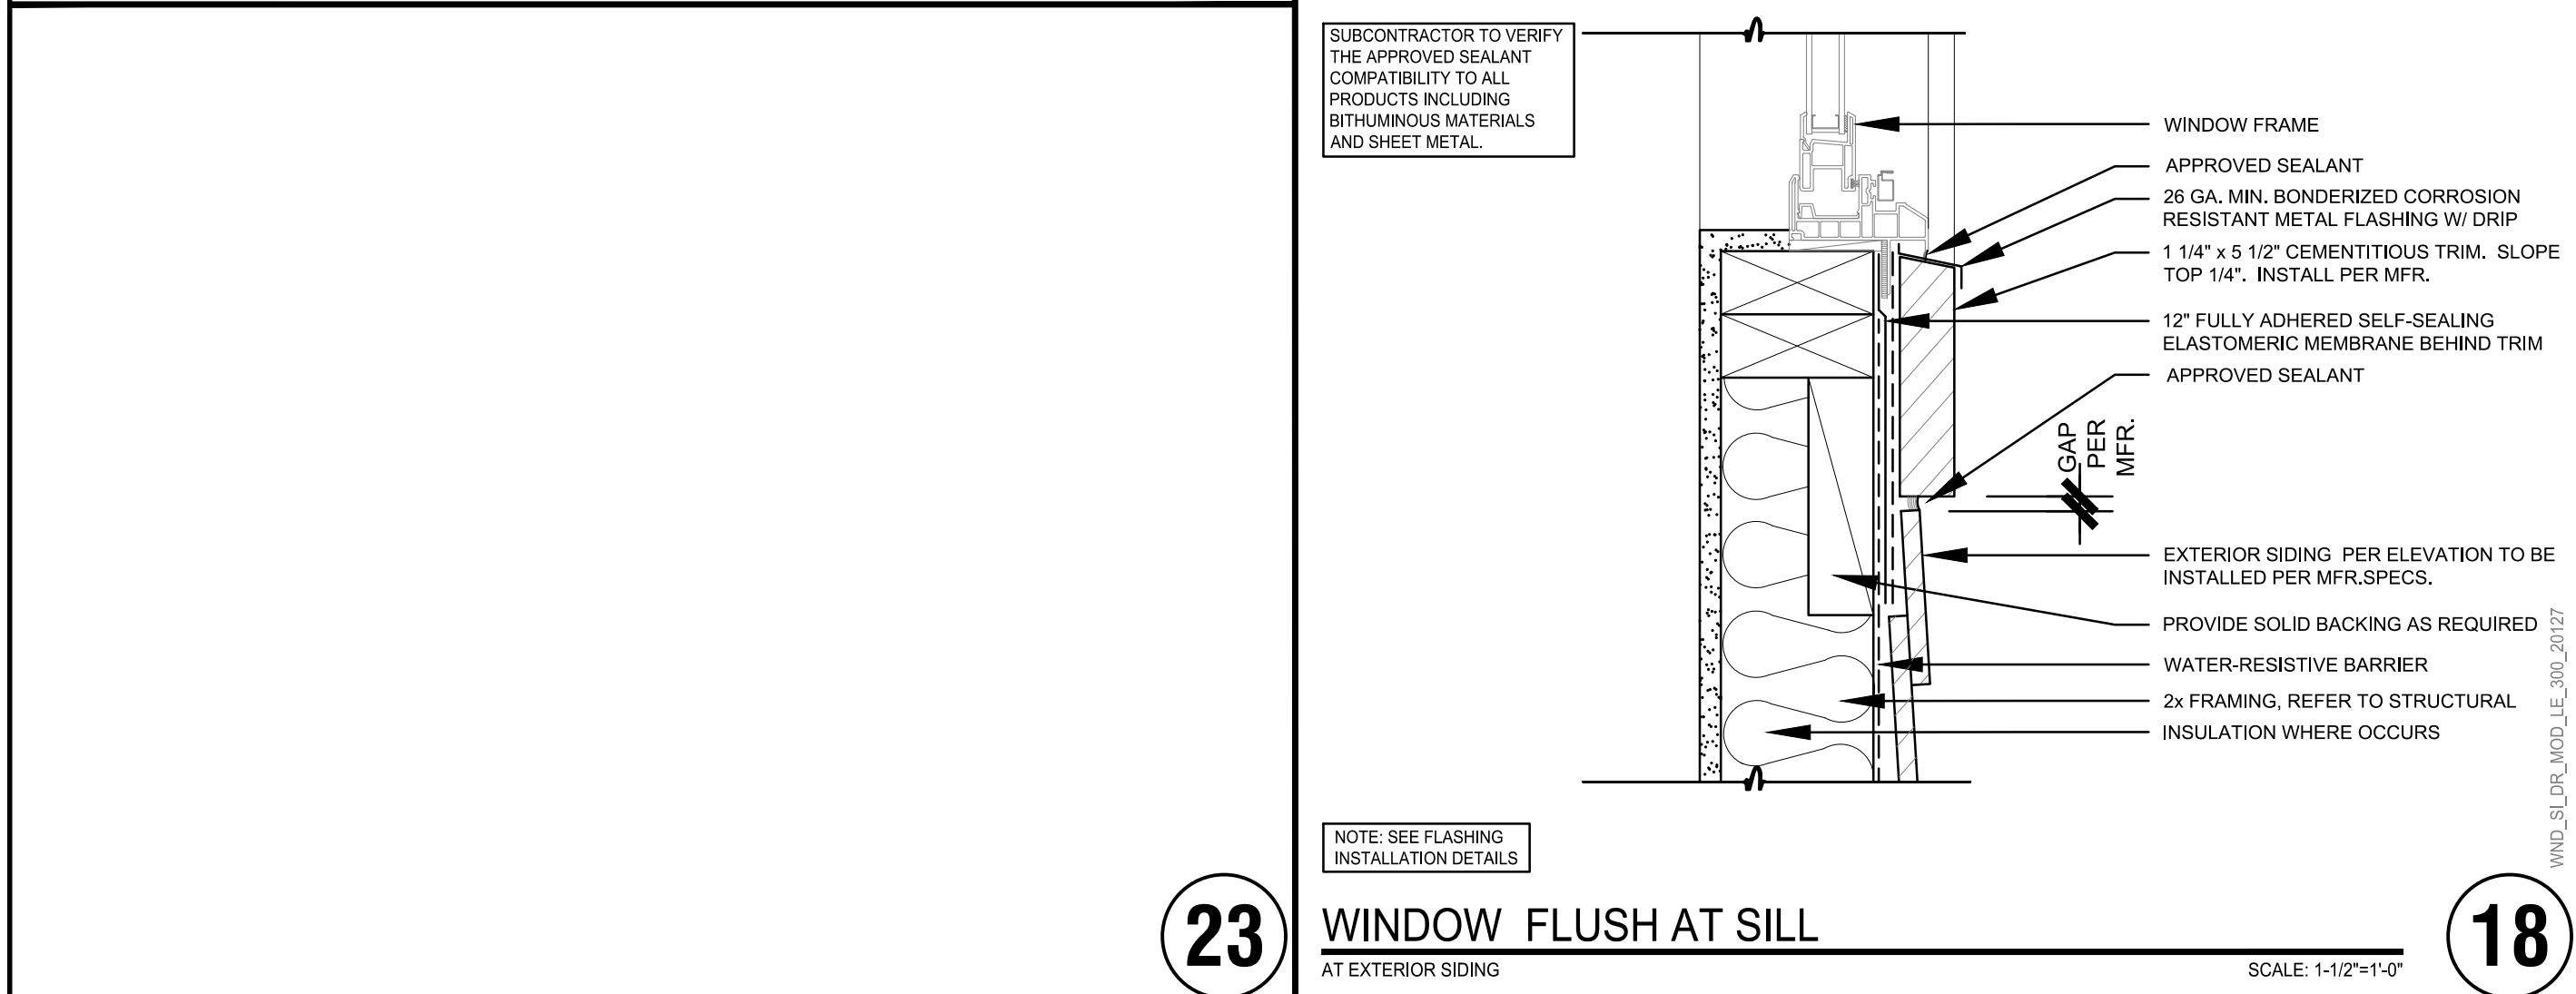 SUBCONTRACTOR TO VERIFY
THE APPROVED SEALANT
COMPATIBILITY TO ALL
PRODUCTS INCLUDING
BITHUMINOUS MATERIALS
AND SHEET METAL.
WINDOW FRAME
APPROVED SEALANT
26 GA. MIN. BONDERIZED CORROSION
RESISTANT METAL FLASHING W/ DRIP
1 1/4" x 5 1/2" CEMENTITIOUS TRIM. SLOPE
TOP 1/4". INSTALL PER MFR.
12" FULLY ADHERED SELF-SEALING
ELASTOMERIC MEMBRANE BEHIND TRIM
APPROVED SEALANT
GAP
PER
MFR.
EXTERIOR SIDING PER ELEVATION TO BE
INSTALLED PER MFR.SPECS.
PROVIDE SOLID BACKING AS REQUIRED
WATER-RESISTIVE BARRIER
2x FRAMING, REFER TO STRUCTURAL
INSULATION WHERE OCCURS
WND_SI_DR_MOD_LE_300_20127
NOTE: SEE FLASHING
INSTALLATION DETAILS
23
WINDOW FLUSH AT SILL
18
AT EXTERIOR SIDING
SCALE: 1-1/2"=1'-0"